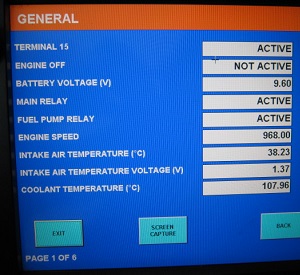 GENERAL
TERMINAL 15 ACTIVE
ENGINE OFF NOT ACTIVE
BATTERY VOLTAGE (V) 9.60
MAIN RELAY ACTIVE
FUEL PUMP RELAY ACTIVE
ENGINE SPEED 968.00
INTAKE AIR TEMPERATURE (°C) 38.23
INTAKE AIR TEMPERATURE VOLTAGE (V) 1.37
COOLANT TEMPERATURE (°C) 107.96
EXIT
SCREEN
CAPTURE
BACK
PAGE 1 OF 6